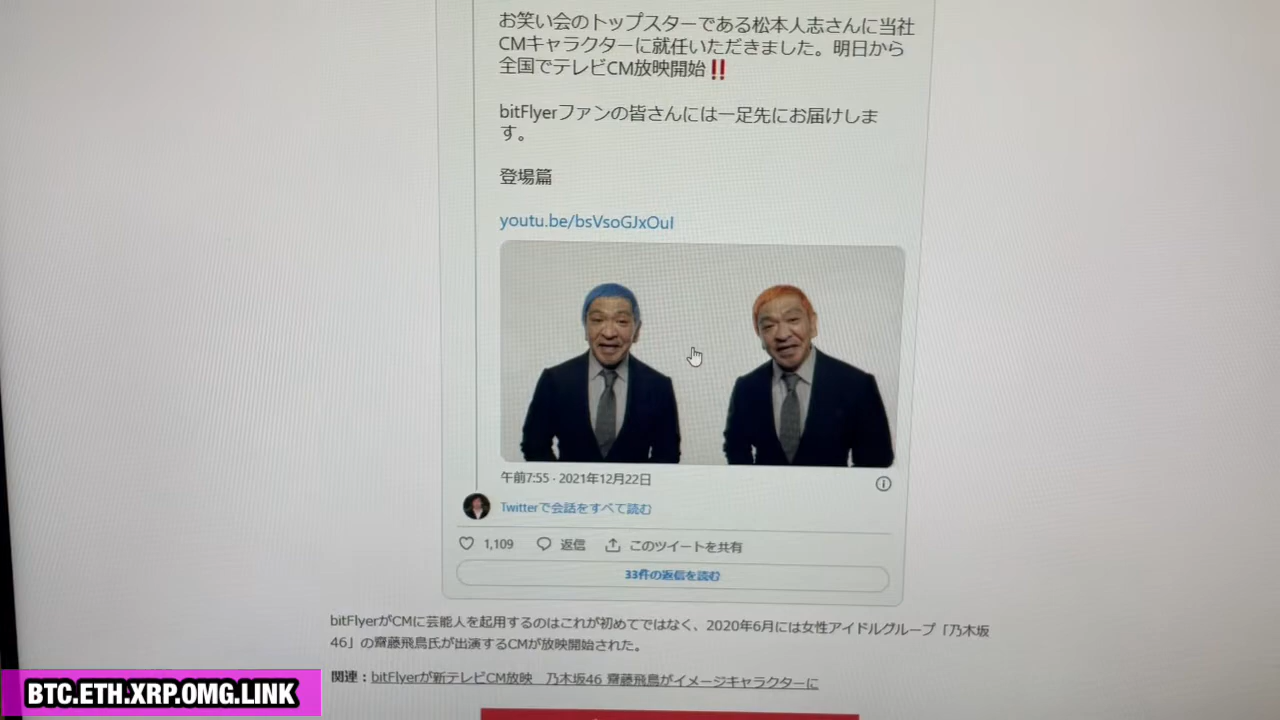 お笑い会のトップスターである松本人志さんに当社
CMキャラクターに就任いただきました。明日から
全国でテレビCM放映開始‼️
bitFlyerファンの皆さんには一足先にお届けしま
す。
登場篇
youtu.be/bsVsoGJxOuI
午前7:55 · 2021年12月22日
Twitterで会話をすべて読む
1,109 返信 このツイートを共有
33件の返信を読む
bitFlyerがCMに芸能人を起用するのはこれが初めてではなく、2020年6月には女性アイドルグループ「乃木坂
46」の齋藤飛鳥氏が出演するCMが放映開始された。
関連：bitFlyerが新テレビCM放映 乃木坂46 齋藤飛鳥がイメージキャラクターに
BTC.ETH.XRP.OMG.LINK